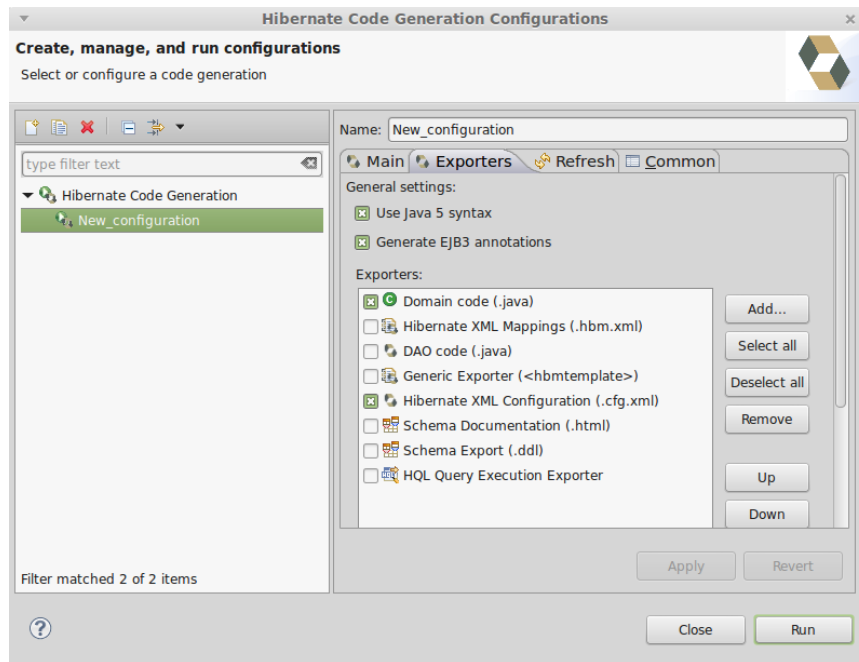 Hibernate Code Generation Configurations
Create, manage, and run configurations
Select or configure a code generation
type filter text
Hibernate Code Generation
New_configuration
Filter matched 2 of 2 items
Name: New_configuration
Main Exporters Refresh Common
General settings:
Use Java 5 syntax
Generate EJB3 annotations
Exporters:
Domain code (.java)
Hibernate XML Mappings (.hbm.xml)
DAO code (.java)
Generic Exporter (<hbmtemplate>)
Hibernate XML Configuration (.cfg.xml)
Schema Documentation (.html)
Schema Export (.ddl)
HQL Query Execution Exporter
Add...
Select all
Deselect all
Remove
Up
Down
Apply Revert
Close Run